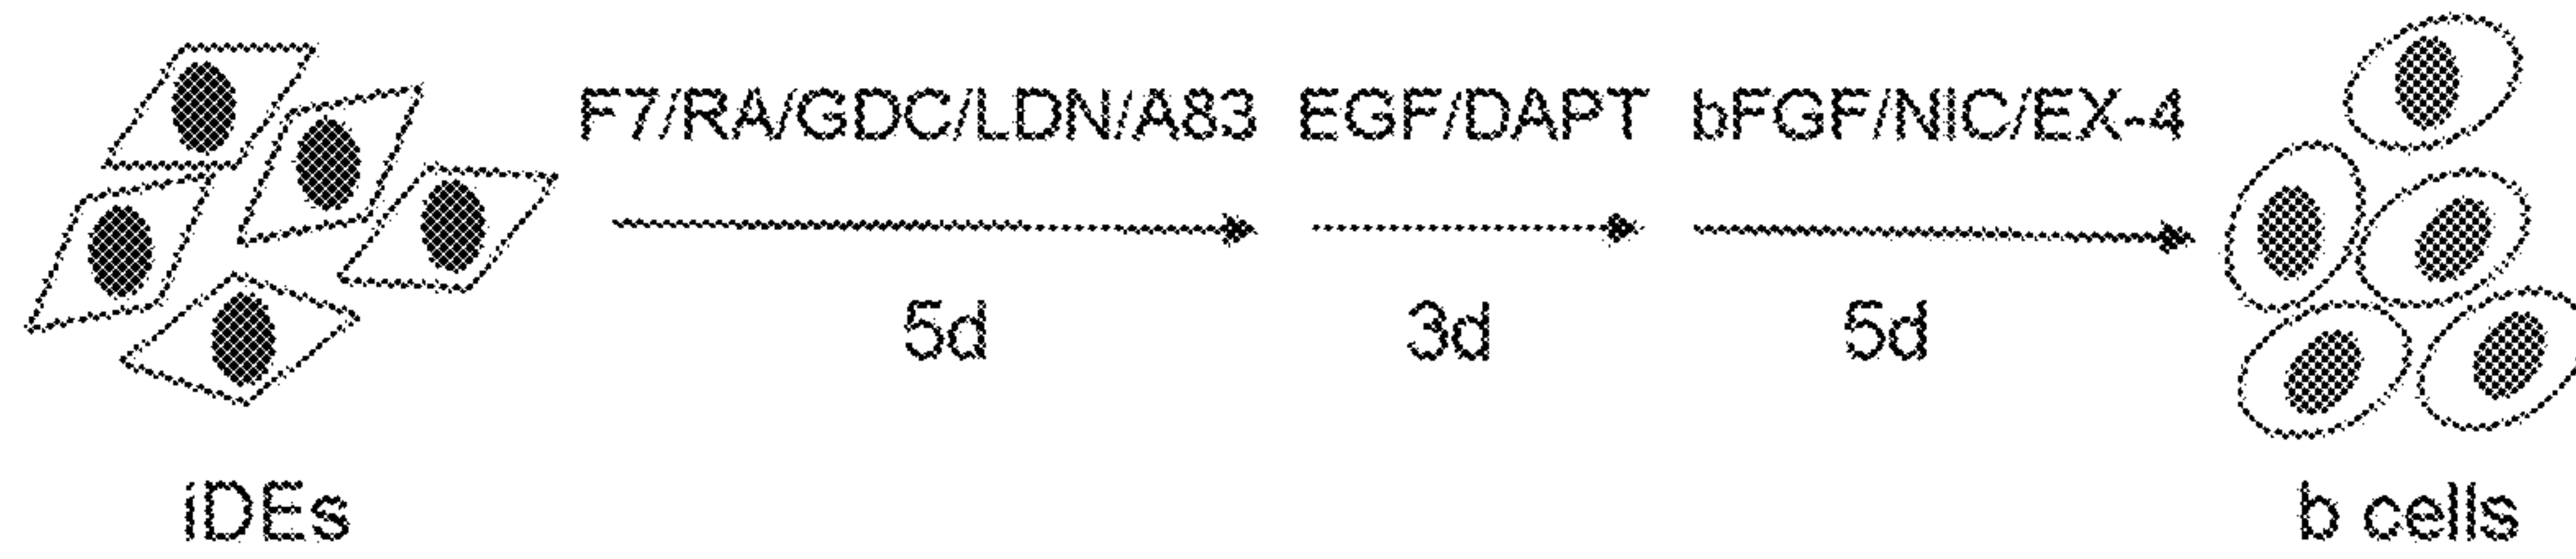 F7/RA/GDC/LDN/A83 EGF/DAPT bFGF/NIC/EX-4
5d 3d 5d
iDEs b cells